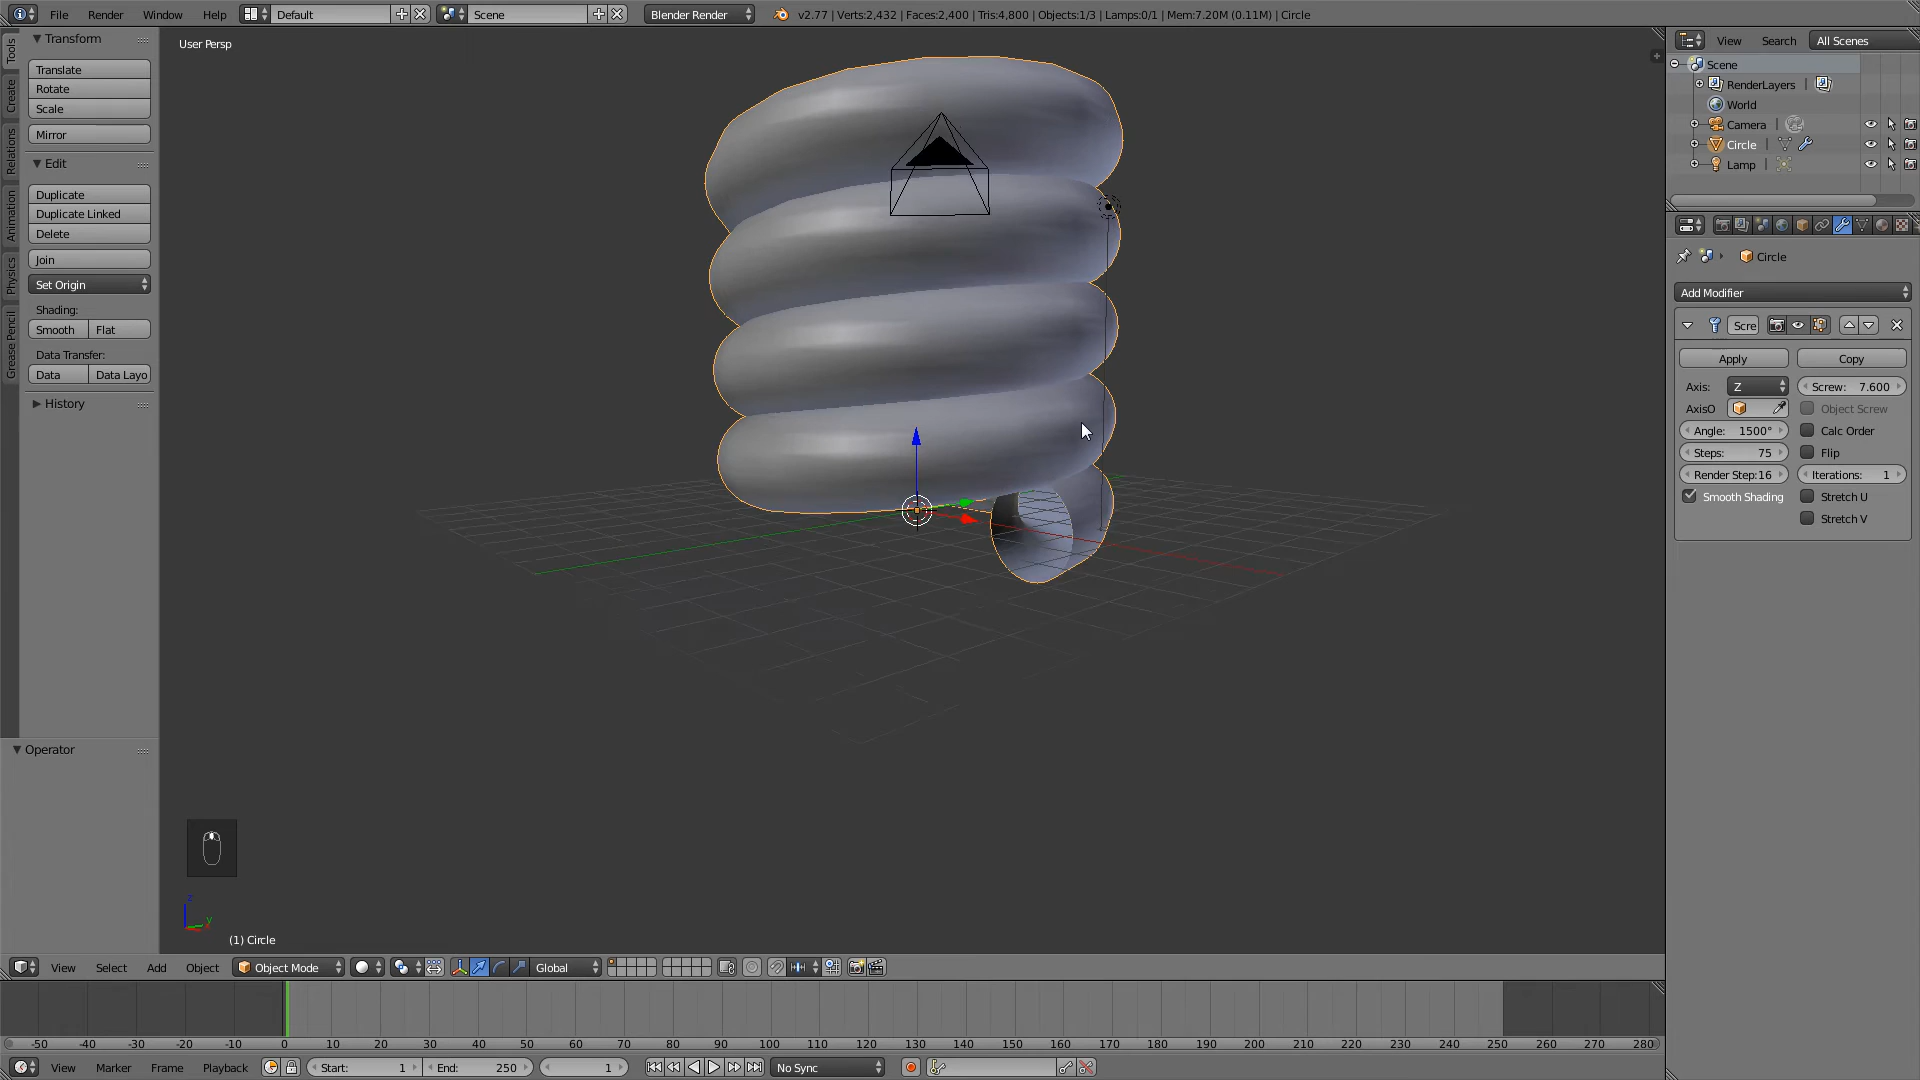 File Render Window Help Default Scene Blender Render v2.77 | Verts:2,432 | Faces:2,400 | Tris:4,800 | Objects:1/3 | Lamps:0/1 | Mem:7.20M (0.11M) | Circle
Tools
Create
Relations
Animation
Physics
Grease Pencil
Transform
Translate
Rotate
Scale
Mirror
Edit
Duplicate
Duplicate Linked
Delete
Join
Set Origin
Shading:
Smooth Flat
Data Transfer:
Data Data Layo
History
Operator
User Persp
z
y
(1) Circle
View Search All Scenes
Scene
RenderLayers |
World
Camera |
Circle |
Lamp |
Circle
Add Modifier
Scre
Apply Copy
Axis: Z Screw: 7.600
AxisO Object Screw
Angle: 1500° Calc Order
Steps: 75 Flip
Render Step:16 Iterations: 1
Smooth Shading Stretch U
Stretch V
View Select Add Object Object Mode Global
-50 -40 -30 -20 -10 0 10 20 30 40 50 60 70 80 90 100 110 120 130 140 150 160 170 180 190 200 210 220 230 240 250 260 270 280
View Marker Frame Playback Start: 1 End: 250 1 No Sync